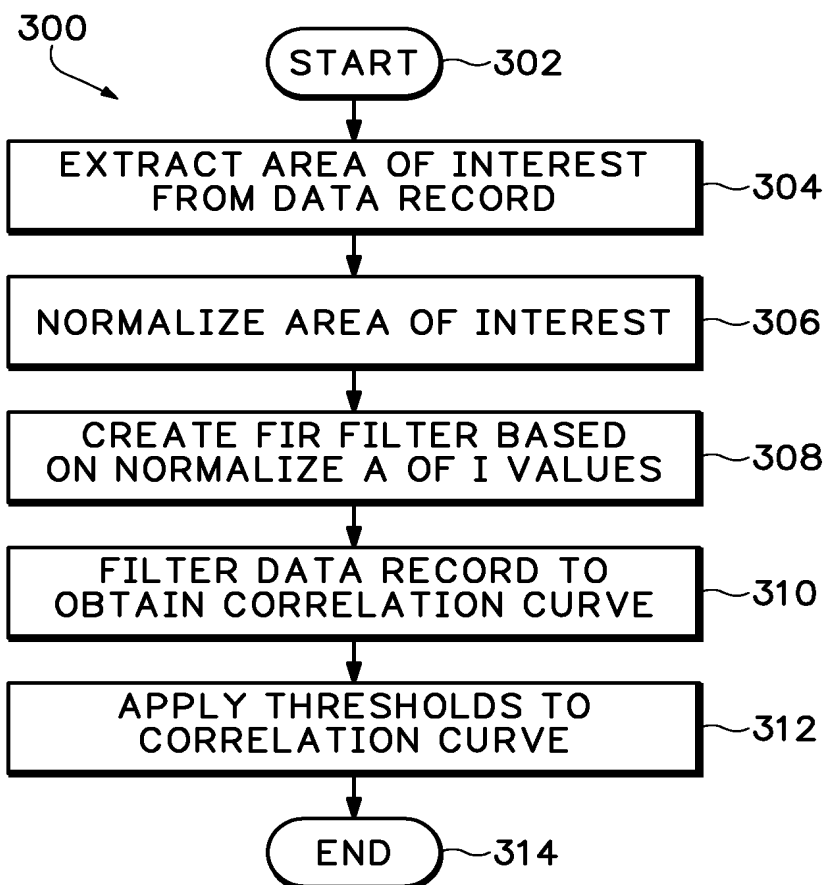 300
START
302
EXTRACT AREA OF INTEREST
FROM DATA RECORD
304
NORMALIZE AREA OF INTEREST
306
CREATE FIR FILTER BASED
ON NORMALIZE A OF I VALUES
308
FILTER DATA RECORD TO
OBTAIN CORRELATION CURVE
310
APPLY THRESHOLDS TO
CORRELATION CURVE
312
END
314